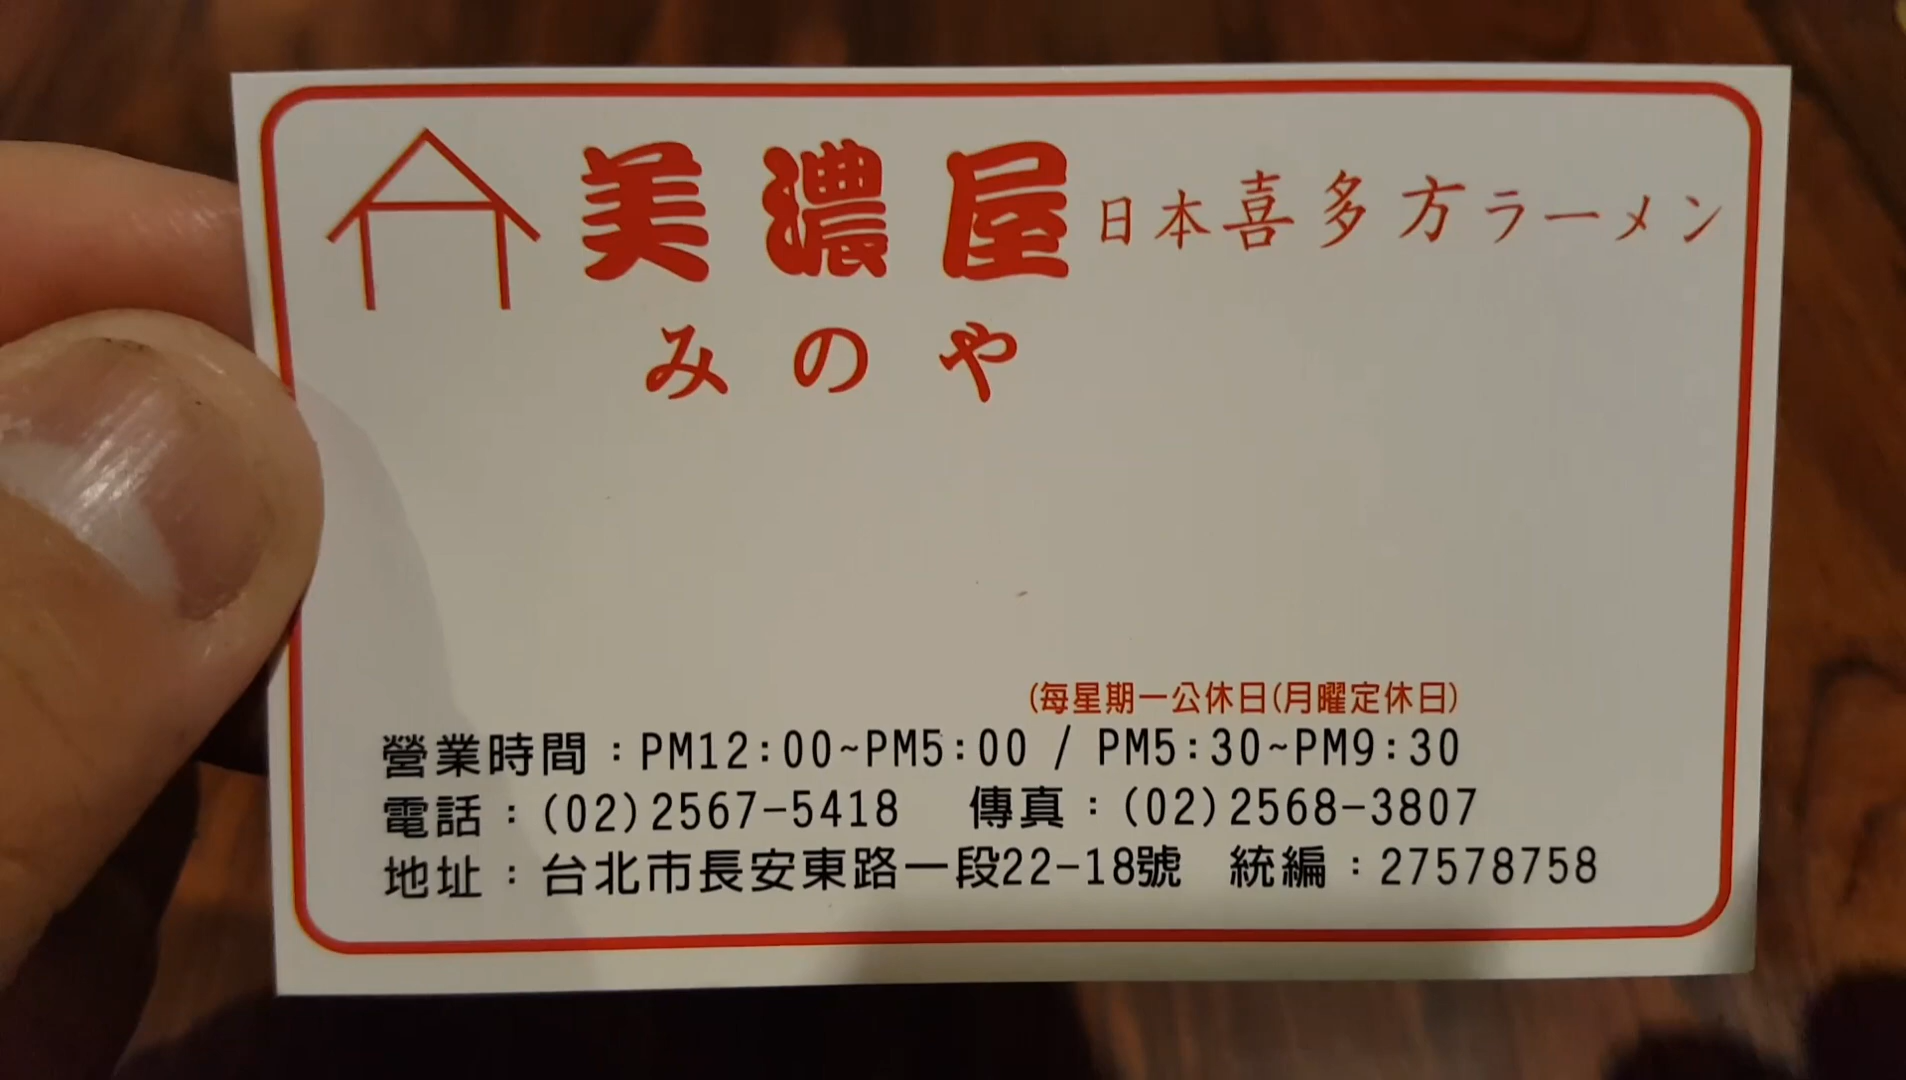 美濃屋 日本喜多方ラーメン
みのや
(每星期一公休日(月曜定休日)
營業時間：PM12:00~PM5:00 / PM5:30~PM9:30
電話：(02)2567-5418 傳真：(02)2568-3807
地址：台北市長安東路一段22-18號 統編：27578758